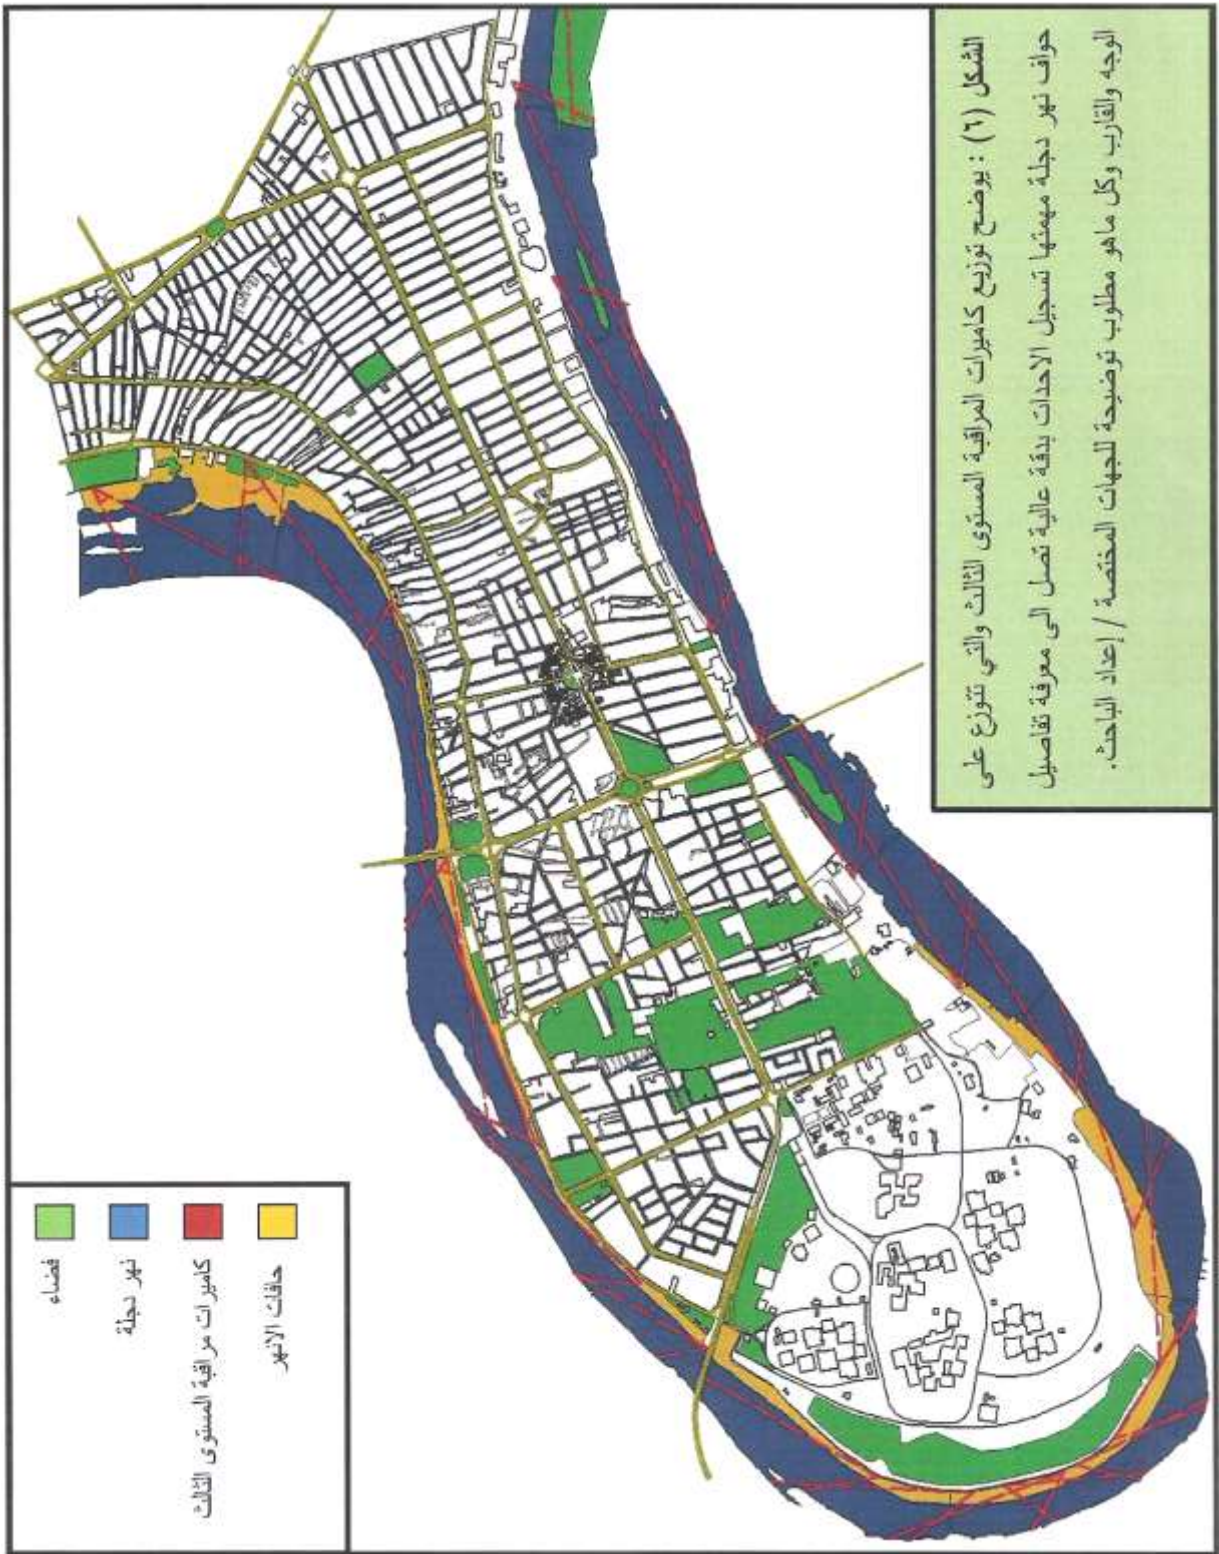 الشكل (٦) : يوضح توزيع كاميرات المراقبة المستوى الثالث والتي تتوزع على
حواف نهر دجلة مهمتها تسجيل الاحداث بدقة عالية تصل الى معرفة تفاصيل
الوجه والقارب وكل ماهو مطلوب توضيحة للجهات المختصة / إعداد الباحث.
حافات الانهر
كاميرات مراقبة المستوى الثالث
نهر دجلة
فضاء